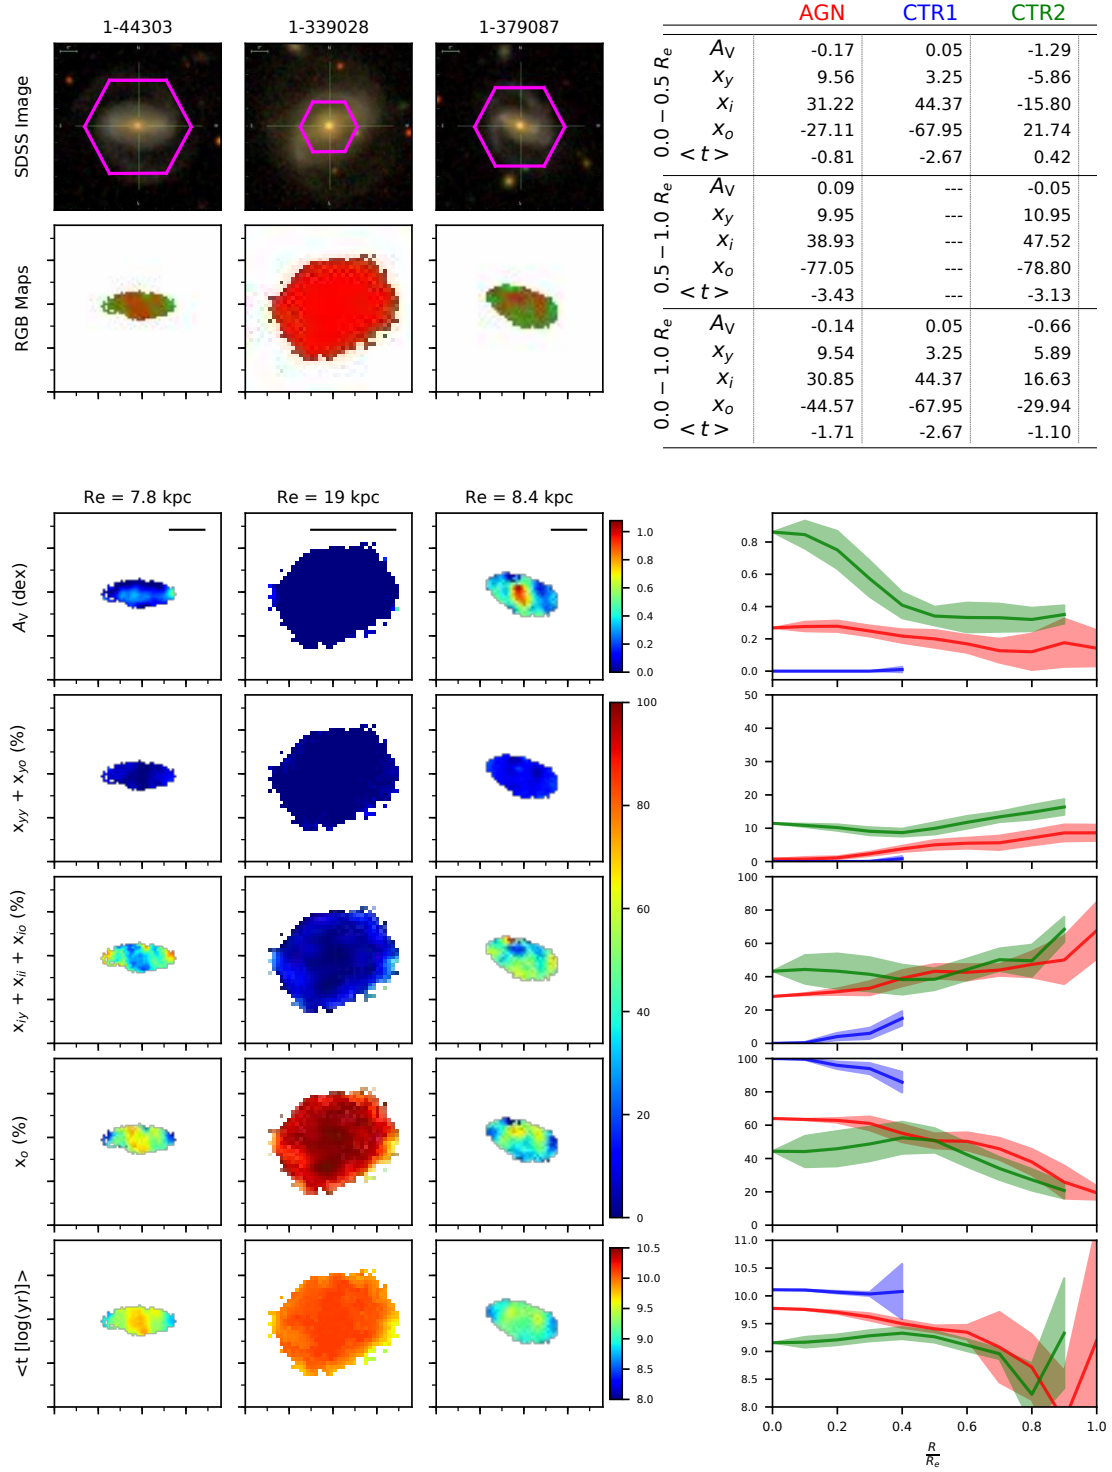 AGN CTR1 CTR2
1-44303 1-339028 1-379087
SDSS Image
RGB Maps
0.0 − 0.5 Re
AV -0.17 0.05 -1.29
xy 9.56 3.25 -5.86
xi 31.22 44.37 -15.80
xo -27.11 -67.95 21.74
<t> -0.81 -2.67 0.42
0.5 − 1.0 Re
AV 0.09 --- -0.05
xy 9.95 --- 10.95
xi 38.93 --- 47.52
xo -77.05 --- -78.80
<t> -3.43 --- -3.13
0.0 − 1.0 Re
AV -0.14 0.05 -0.66
xy 9.54 3.25 5.89
xi 30.85 44.37 16.63
xo -44.57 -67.95 -29.94
<t> -1.71 -2.67 -1.10
Re = 7.8 kpc Re = 19 kpc Re = 8.4 kpc
AV (dex)
1.0
0.8
0.6
0.4
0.2
0.0
0.8
0.6
0.4
0.2
0.0
xyy + xyo (%)
100
80
60
40
20
0
50
40
30
20
10
0
xiy + xii + xio (%)
100
80
60
40
20
0
xo (%)
100
80
60
40
20
0
<t [log(yr)]>
10.5
10.0
9.5
9.0
8.5
8.0
11.0
10.5
10.0
9.5
9.0
8.5
8.0
0.0 0.2 0.4 0.6 0.8 1.0
R
Re